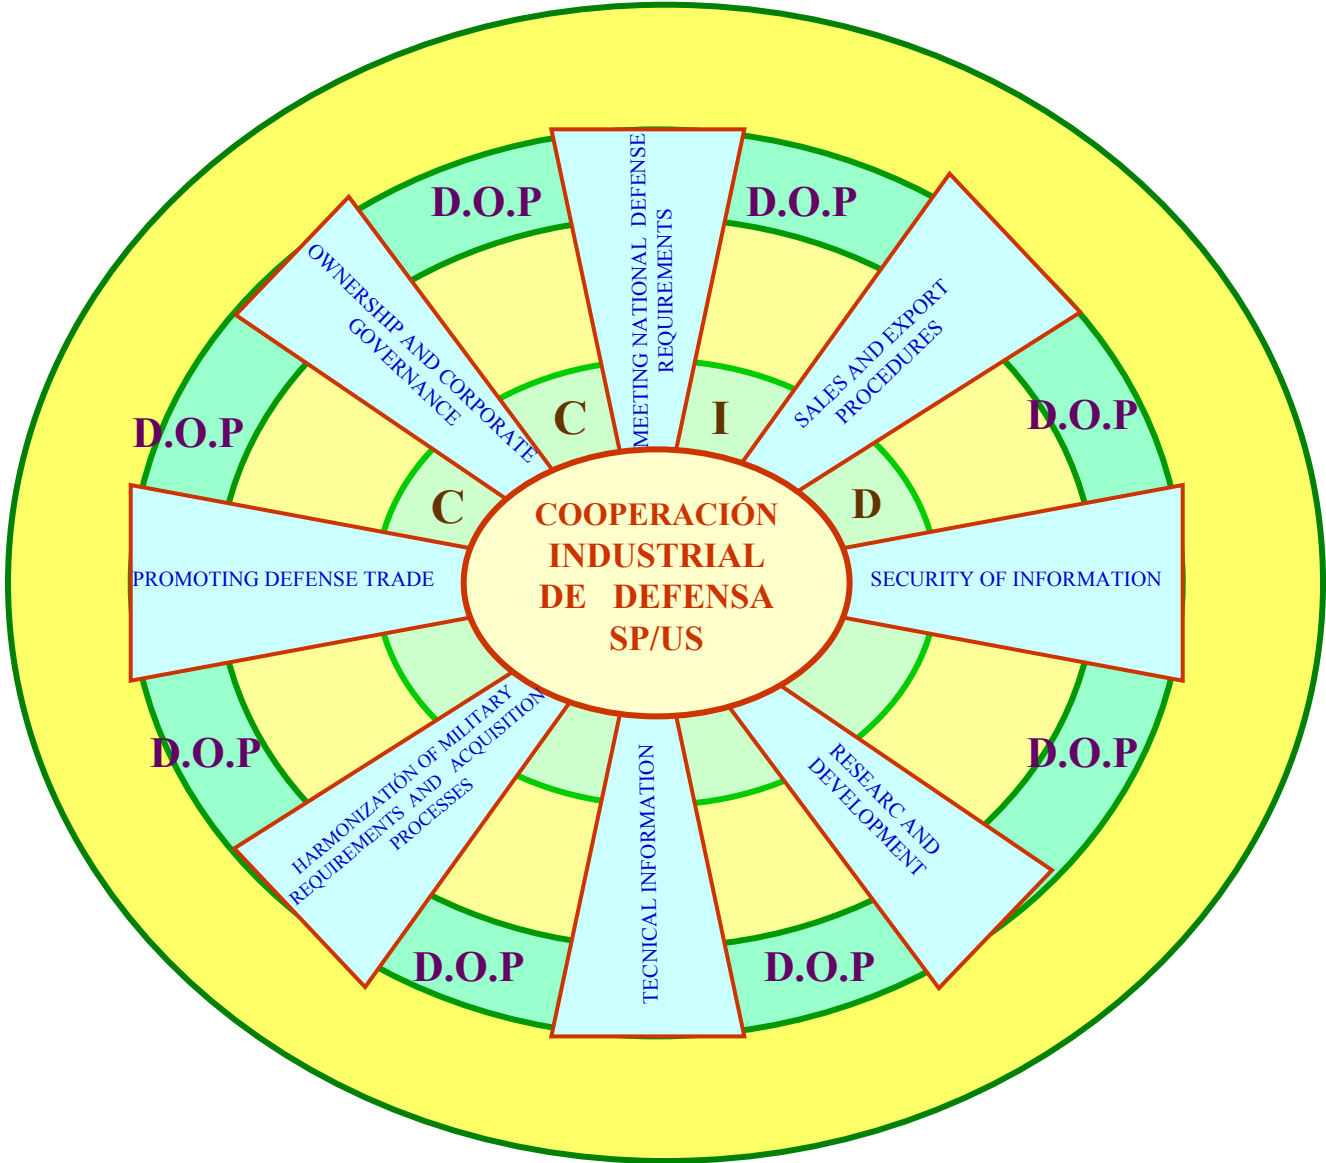 D.O.P
MEETING NATIONAL DEFENSE
REQUIREMENTS
D.O.P
OWNERSHIP AND CORPORATE
GOVERNANCE
SALES AND EXPORT
PROCEDURES
D.O.P
D.O.P
C
I
C
D
COOPERACIÓN
INDUSTRIAL
DE DEFENSA
SP/US
PROMOTING DEFENSE TRADE
SECURITY OF INFORMATION
D.O.P
D.O.P
HARMONIZATIÓN OF MILITARY
REQUIREMENTS AND ACQUISITION
PROCESSES
TECNICAL INFORMATION
RESEARC AND
DEVELOPMENT
D.O.P
D.O.P